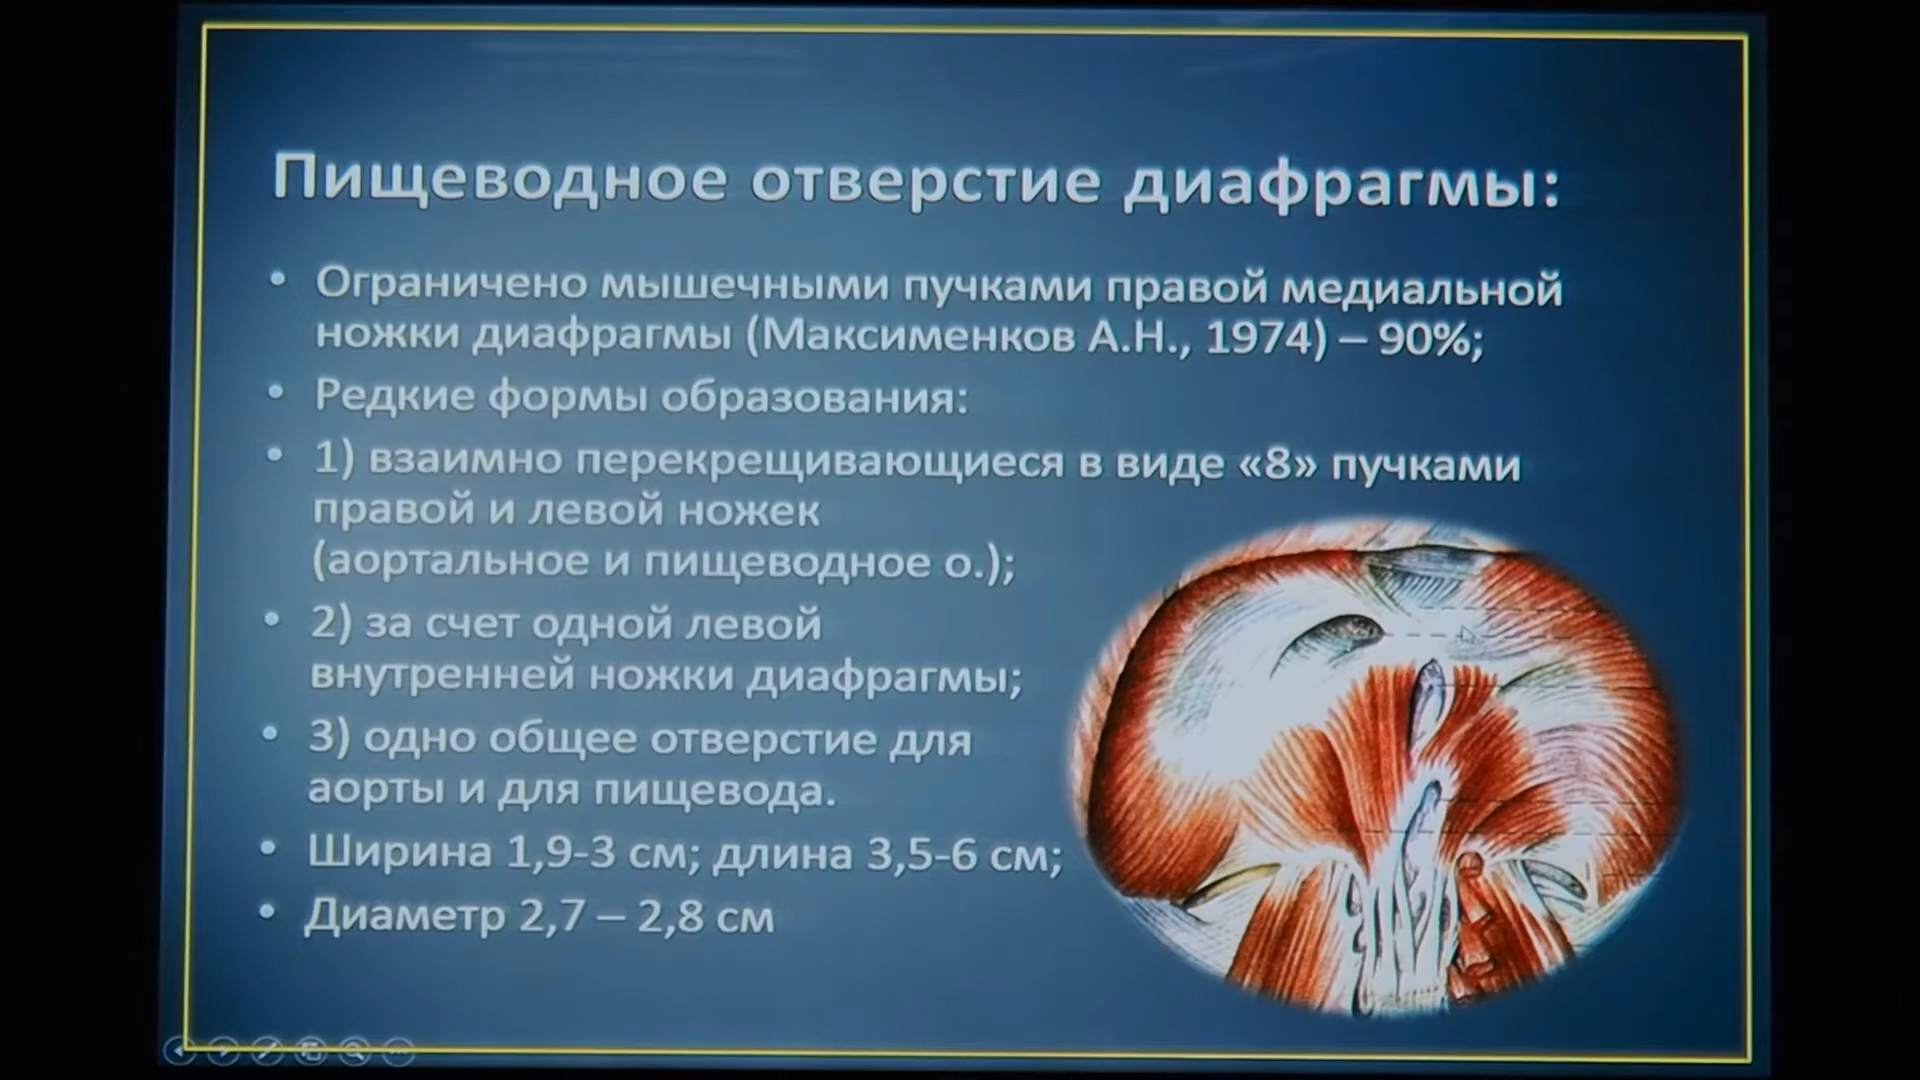 Пищеводное отверстие диафрагмы:
• Ограничено мышечными пучками правой медиальной
ножки диафрагмы (Максименков А.Н., 1974) – 90%;
• Редкие формы образования:
• 1) взаимно перекрещивающиеся в виде «8» пучками
правой и левой ножек
(аортальное и пищеводное о.);
• 2) за счет одной левой
внутренней ножки диафрагмы;
• 3) одно общее отверстие для
аорты и для пищевода.
• Ширина 1,9-3 см; длина 3,5-6 см;
• Диаметр 2,7 – 2,8 см